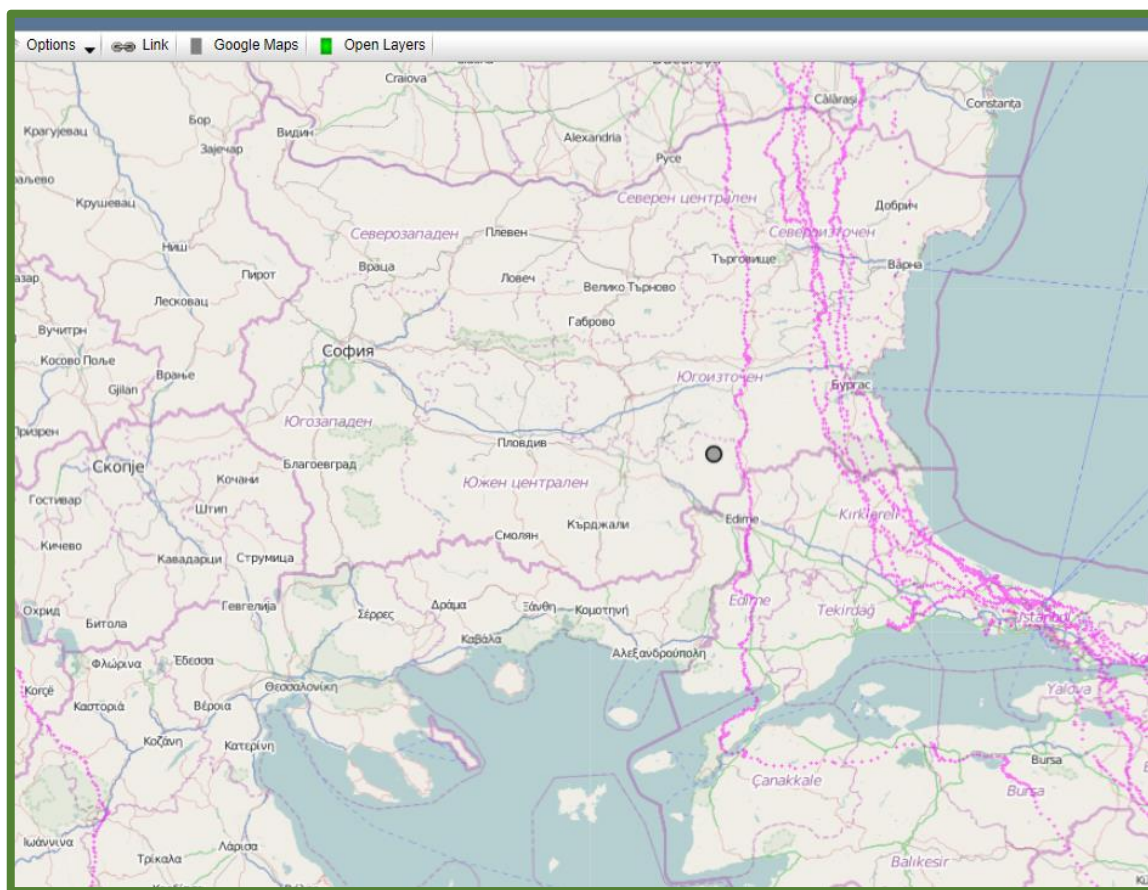 Options Link Google Maps Open Layers
Craiova
Călărași
Constanța
Крагујевац
Бор
Видин
Alexandria
Зајечар
Русе
Крушевац
Северен централен
Добрич
Северозападен
Плевен
Североизточен
Ниш
Враца
Ловеч
Търговище
Варна
Пирот
Велико Търново
Лесковац
Габрово
Вучитрн
София
Косово Поље
Врање
Gjilan
Югоизточен
Бургас
Призрен
Југозападен
Пловдив
Скопје
Благоевград
Кочани
Южен централен
Гостивар
Штип
Kırklareli
Edirne
Кърджали
Смолян
Кичево
Кавадарци
Струмица
Охрид
Гевгелија
Σέρρες
Δράμα
Ξάνθη
Κομοτηνή
Edirne
Tekirdağ
İstanbul
Битола
Καβάλα
Αλεξανδρούπολη
Φλώρινα
Έδεσσα
Korçë
Θεσσαλονίκη
Yalova
Καστοριά
Βέροια
Κοζάνη
Κατερίνη
Bursa
Çanakkale
Bursa
Ιωάννινα
Τρίκαλα
Λάρισα
Balıkesir